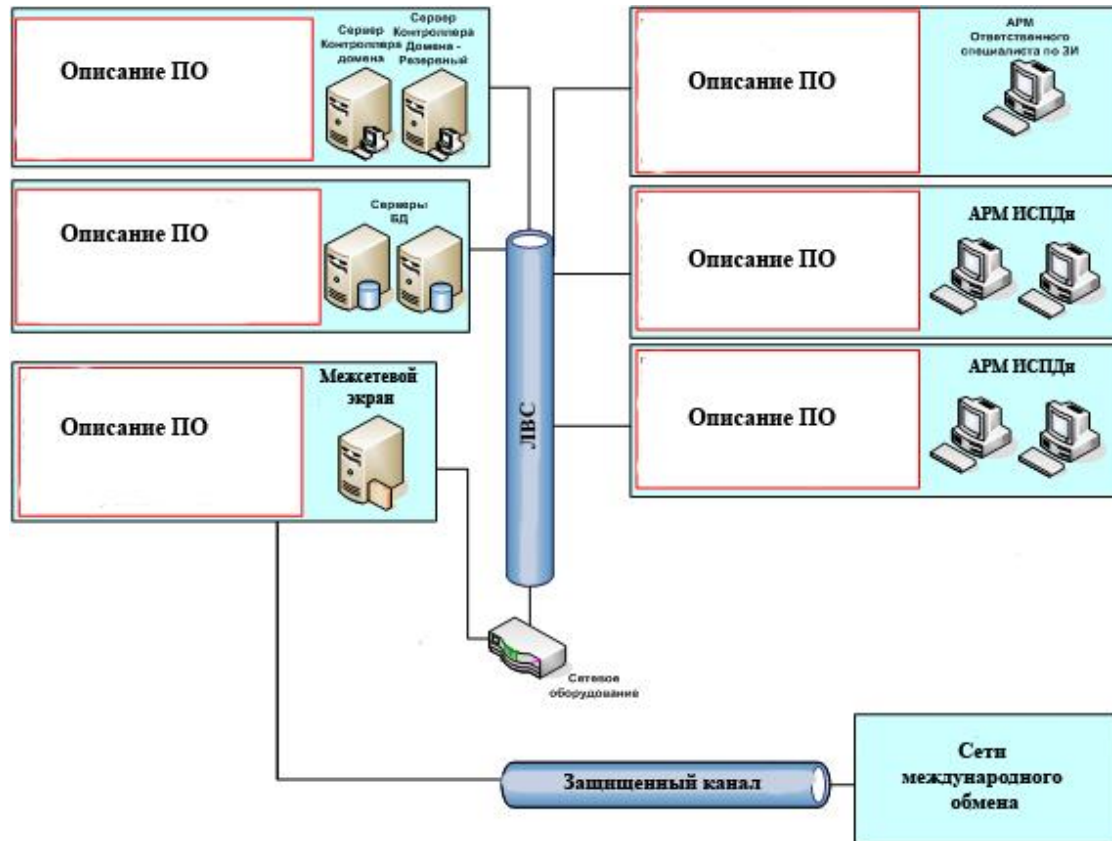 Описание ПО
Сервер
Контроллера
домена
Сервер
Контроллера
Домена -
Резервный
Описание ПО
Серверы
БД
Описание ПО
Межсетевой
экран
ЛВС
Сетевое
оборудование
Описание ПО
АРМ
Ответственного
специалиста по ЗИ
Описание ПО
АРМ ИСПДн
Описание ПО
АРМ ИСПДн
Защищенный канал
Сети
международного
обмена